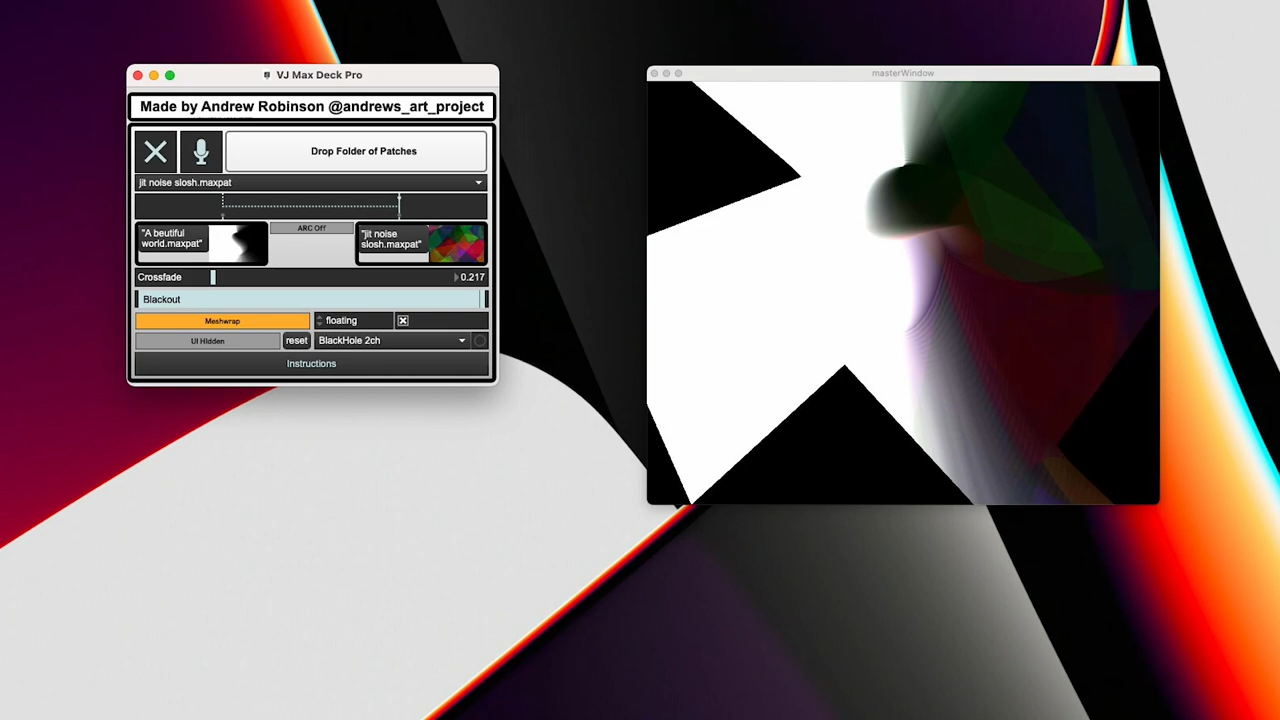 VJ Max Deck Pro
masterWindow
Made by Andrew Robinson @andrews_art_project
Drop Folder of Patches
jit noise slosh.maxpat
"A beutiful
world.maxpat"
ARC Off
"jit noise
slosh.maxpat"
Crossfade
0.217
Blackout
Meshwrap
floating
UI Hidden
reset
BlackHole 2ch
Instructions